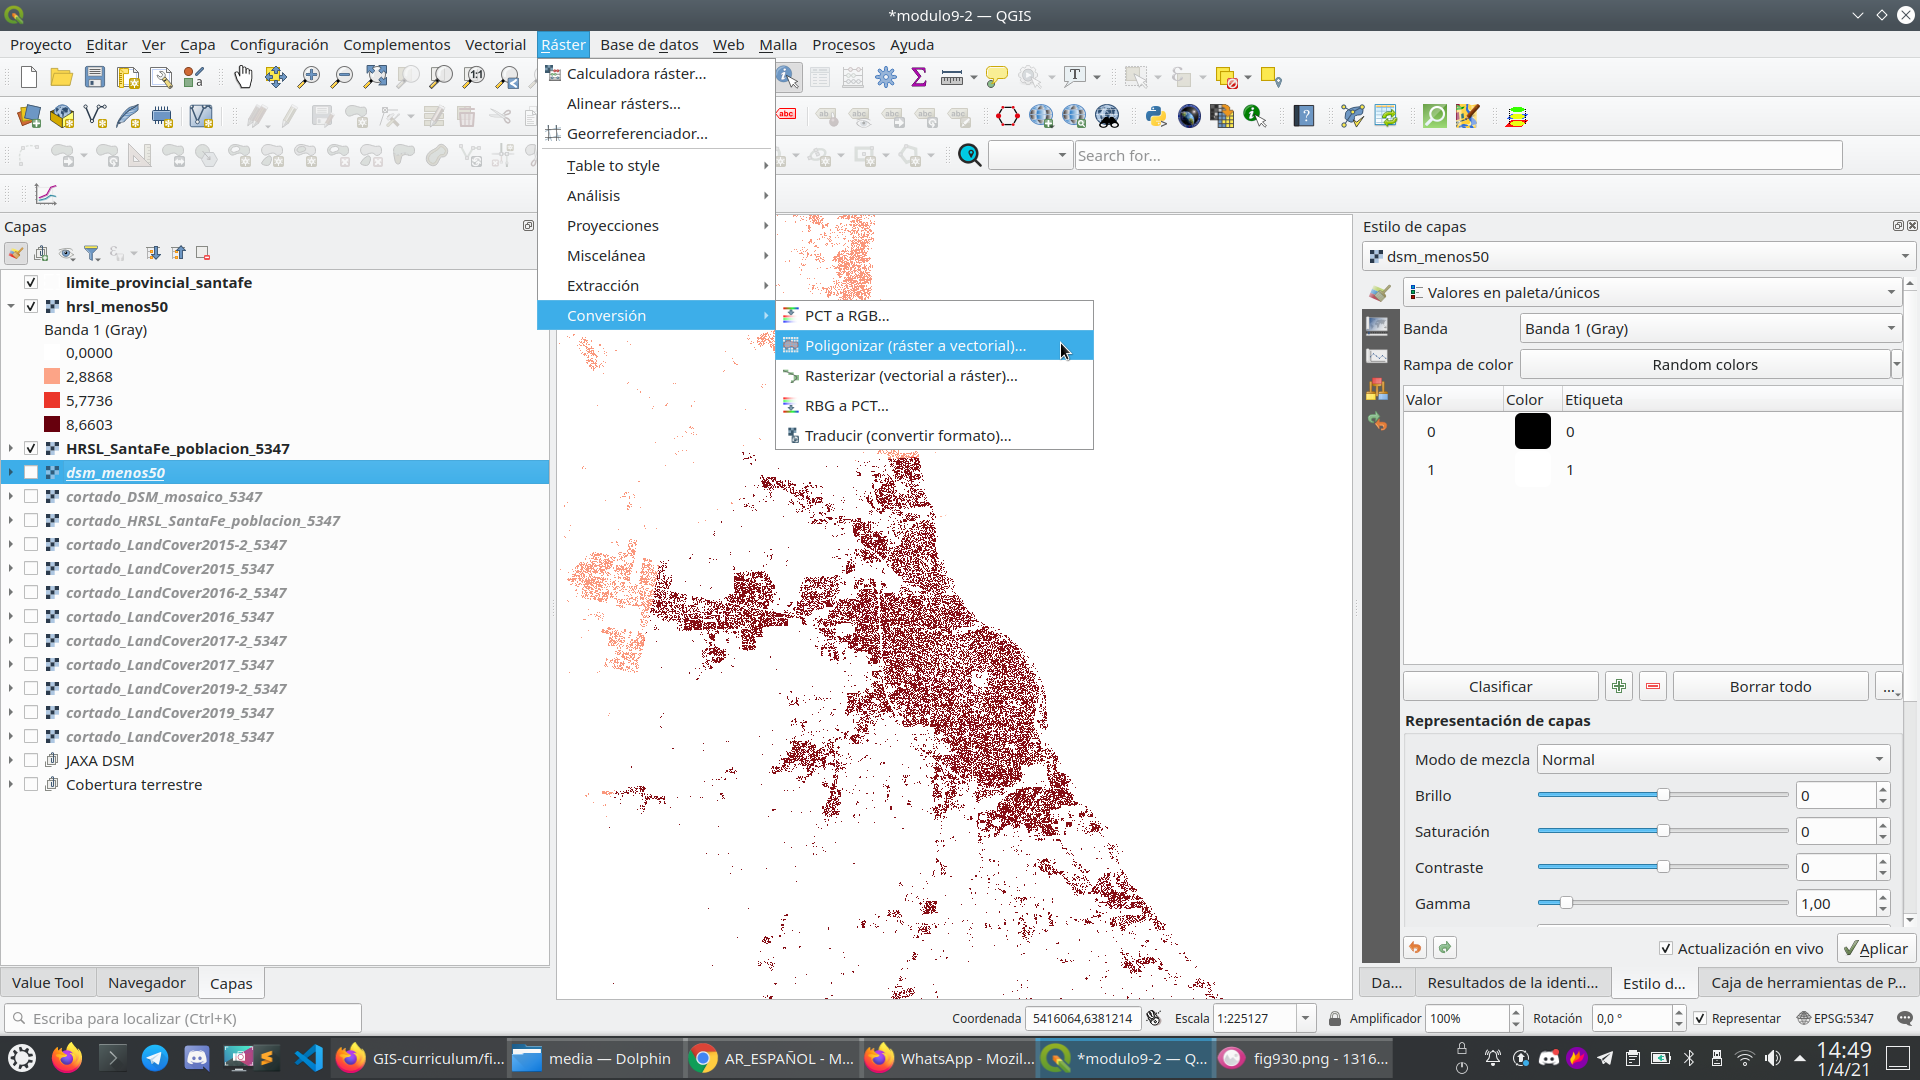 *modulo9-2 — QGIS
Proyecto Editar Ver Capa Configuración Complementos Vectorial Ráster Base de datos Web Malla Procesos Ayuda
Calculadora ráster...
Alinear rásters...
Georreferenciador...
Table to style
Análisis
Proyecciones
Miscelánea
Extracción
Conversión
PCT a RGB...
Poligonizar (ráster a vectorial)...
Rasterizar (vectorial a ráster)...
RBG a PCT...
Traducir (convertir formato)...
Search for...
Capas
limite_provincial_santafe
hrsl_menos50
Banda 1 (Gray)
0,0000
2,8868
5,7736
8,6603
HRSL_SantaFe_poblacion_5347
dsm_menos50
cortado_DSM_mosaico_5347
cortado_HRSL_SantaFe_poblacion_5347
cortado_LandCover2015-2_5347
cortado_LandCover2015_5347
cortado_LandCover2016-2_5347
cortado_LandCover2016_5347
cortado_LandCover2017-2_5347
cortado_LandCover2017_5347
cortado_LandCover2019-2_5347
cortado_LandCover2019_5347
cortado_LandCover2018_5347
JAXA DSM
Cobertura terrestre
Value Tool Navegador Capas
Estilo de capas
dsm_menos50
Valores en paleta/únicos
Banda Banda 1 (Gray)
Rampa de color Random colors
Valor Color Etiqueta
0 0
1 1
Clasificar Borrar todo ...
Representación de capas
Modo de mezcla Normal
Brillo 0
Saturación 0
Contraste 0
Gamma 1,00
Actualización en vivo Aplicar
Da... Resultados de la identi... Estilo d... Caja de herramientas de P...
Escriba para localizar (Ctrl+K)
Coordenada 5416064,6381214 Escala 1:225127 Amplificador 100% Rotación 0,0 ° Representar EPSG:5347
GIS-curriculum/fi... media — Dolphin AR_ESPAÑOL - M... WhatsApp - Mozil... *modulo9-2 — Q... fig930.png - 1316...
14:49
1/4/21